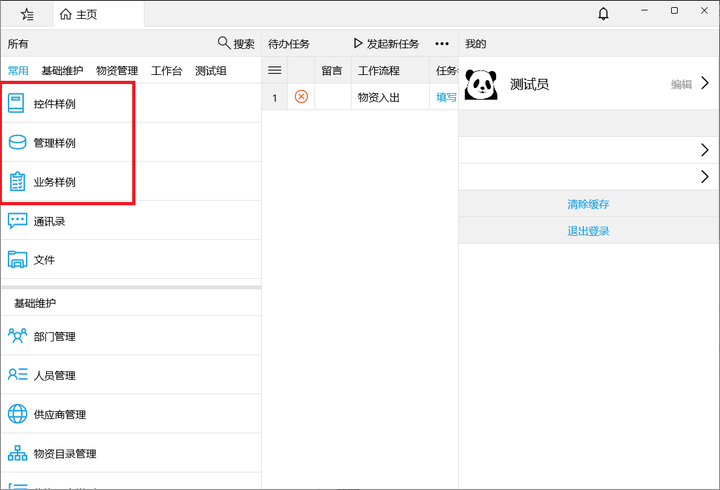 主页
所有
搜索
常用 基础维护 物资管理 工作台 测试组
控件样例
管理样例
业务样例
通讯录
文件
基础维护
部门管理
人员管理
供应商管理
物资目录管理
待办任务 发起新任务
留言 工作流程 任务
1 物资入出 填写
我的
测试员 编辑
清除缓存
退出登录